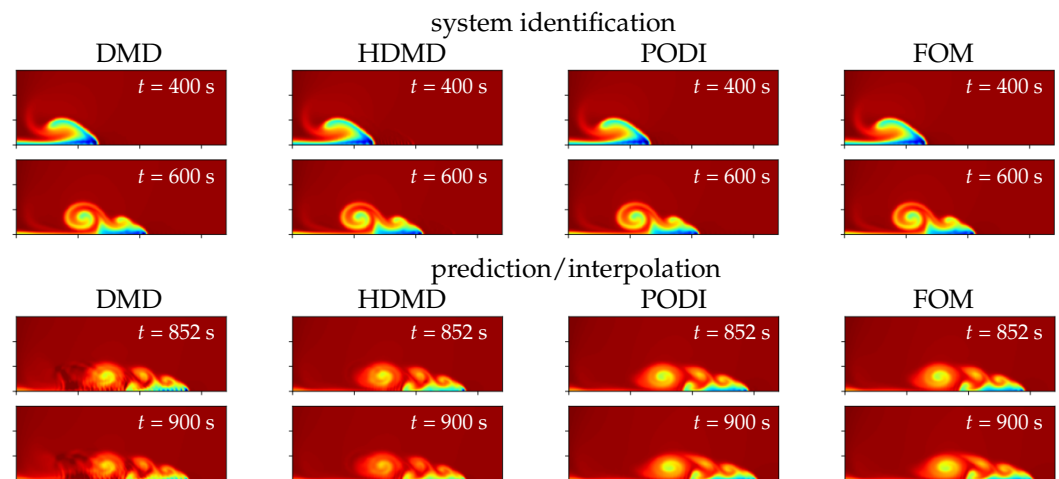 system identification
DMD HDMD PODI FOM
t = 400 s t = 400 s t = 400 s t = 400 s
t = 600 s t = 600 s t = 600 s t = 600 s
prediction/interpolation
DMD HDMD PODI FOM
t = 852 s t = 852 s t = 852 s t = 852 s
t = 900 s t = 900 s t = 900 s t = 900 s